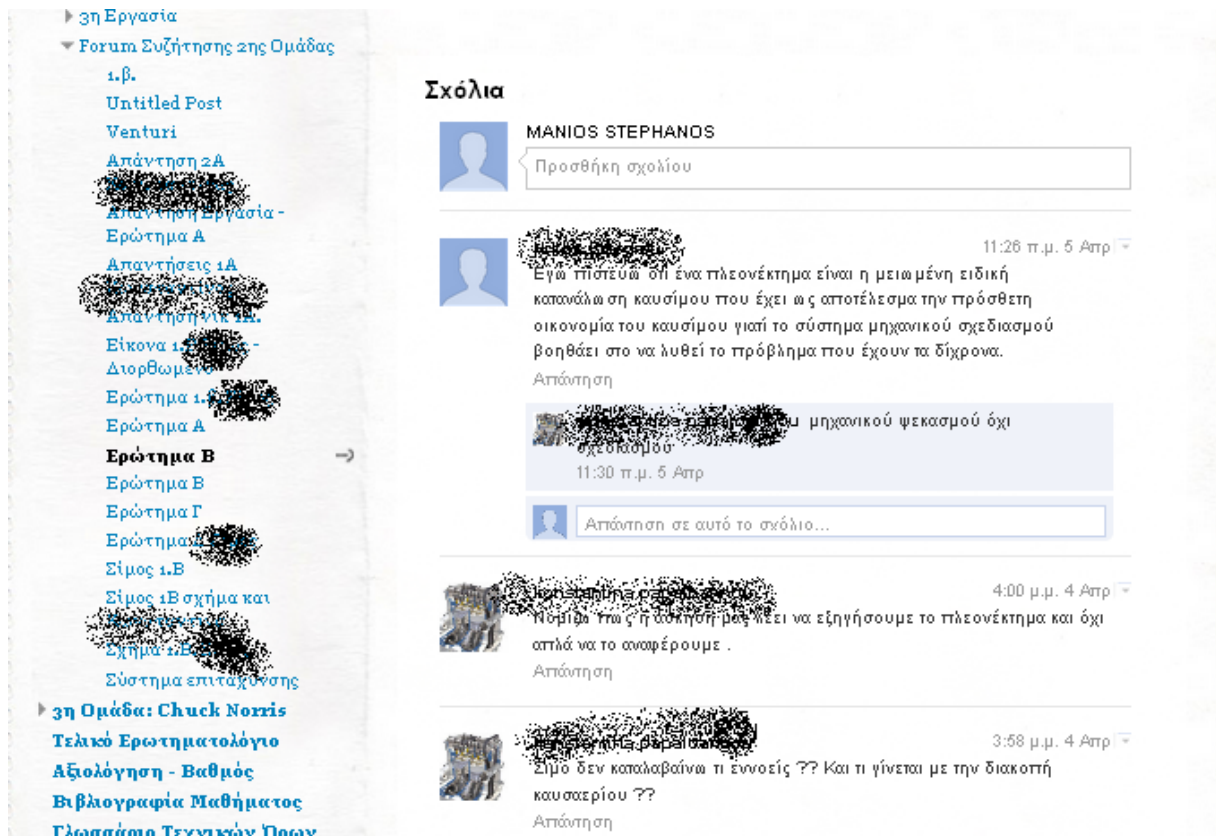 3η Εργασία
Forum Συζήτησης 2ης Ομάδας
1.β.
Untitled Post
Venturi
Απάντηση 2Α
Απάντηση Εργασία -
Ερώτημα Α
Απαντήσεις 1Α
Απάντηση
Εικονα 1.
Διορθωμένο
Ερώτημα 1.
Ερώτημα Α
Ερώτημα Β
Ερώτημα Β
Ερώτημα Γ
Ερώτημα
Σίμος 1.Β
Σίμος 1Β σχήμα και
Σχήμα 1.Β
Σύστημα επιτάχυνσης
3η Ομάδα: Chuck Norris
Τελικό Ερωτηματολόγιο
Αξιολόγηση - Βαθμός
Βιβλιογραφία Μαθήματος
Γλωσσάριο Τεχνικών Όρων
Σχόλια
MANIOS STEPHANOS
Προσθήκη σχολίου
11:26 π.μ. 5 Απρ
Εγώ πιστεύω ότι ένα πλεονέκτημα είναι η μειωμένη ειδική
κατανάλωση καυσίμου που έχει ως αποτέλεσμα την πρόσθετη
οικονομία του καυσίμου γιατί το σύστημα μηχανικού σχεδιασμού
βοηθάει στο να λυθεί το πρόβλημα που έχουν τα δίχρονα.
Απάντηση
μηχανικού ψεκασμού όχι
σχεδιασμού
11:30 π.μ. 5 Απρ
Απάντηση σε αυτό το σχόλιο...
4:00 μ.μ. 4 Απρ
Νομίζω πως η άσκηση μας λέει να εξηγήσουμε το πλεονέκτημα και όχι
απλά να το αναφέρουμε .
Απάντηση
3:58 μ.μ. 4 Απρ
Σιμο δεν καταλαβαίνω τι εννοείς ?? Και τι γίνεται με την διακοπή
καυσαερίου ??
Απάντηση